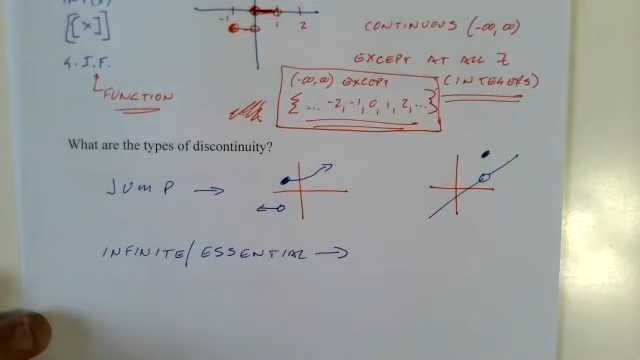 INT(x)
[[x]]
G.I.F.
FUNCTION
-1 1 2
CONTINUOUS (-∞,∞)
EXCEPT AT ALL Z
(INTEGERS)
(-∞,∞) EXCEPT
{... -2,-1,0,1,2,...}
What are the types of discontinuity?
JUMP →
INFINITE/ESSENTIAL →